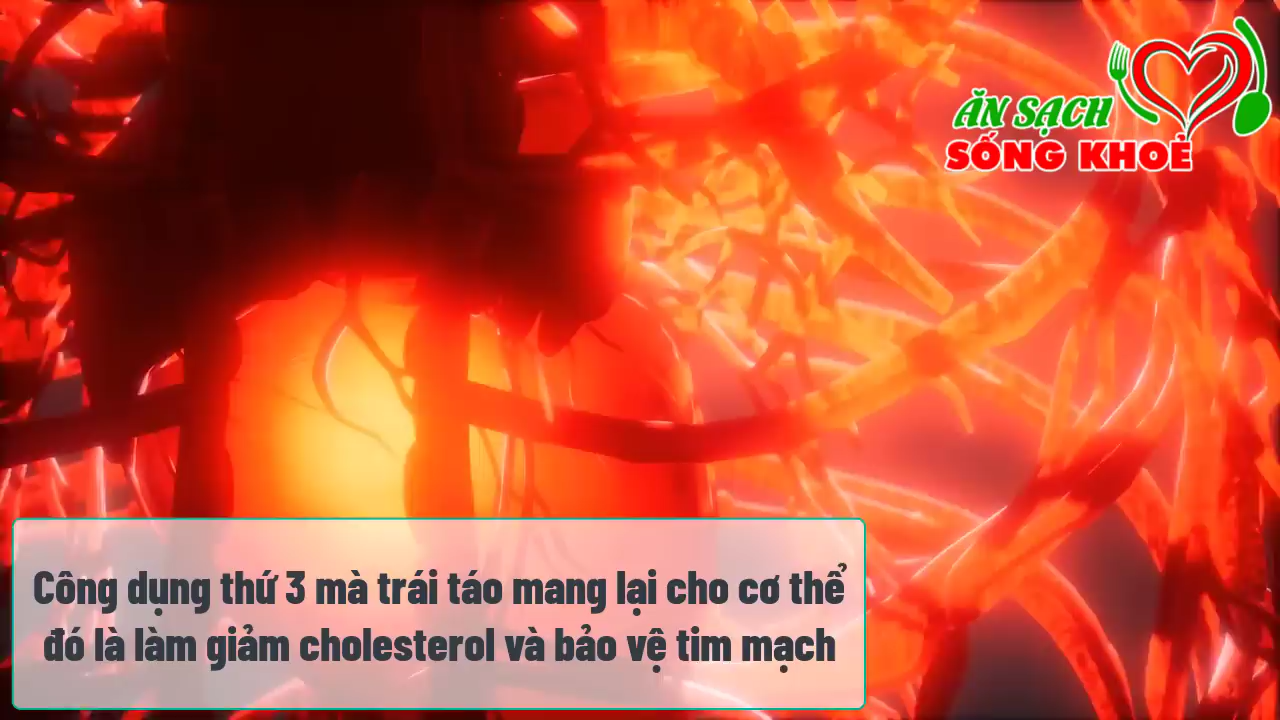 ĂN SẠCH
SỐNG KHOẺ
Công dụng thứ 3 mà trái táo mang lại cho cơ thể
đó là làm giảm cholesterol và bảo vệ tim mạch